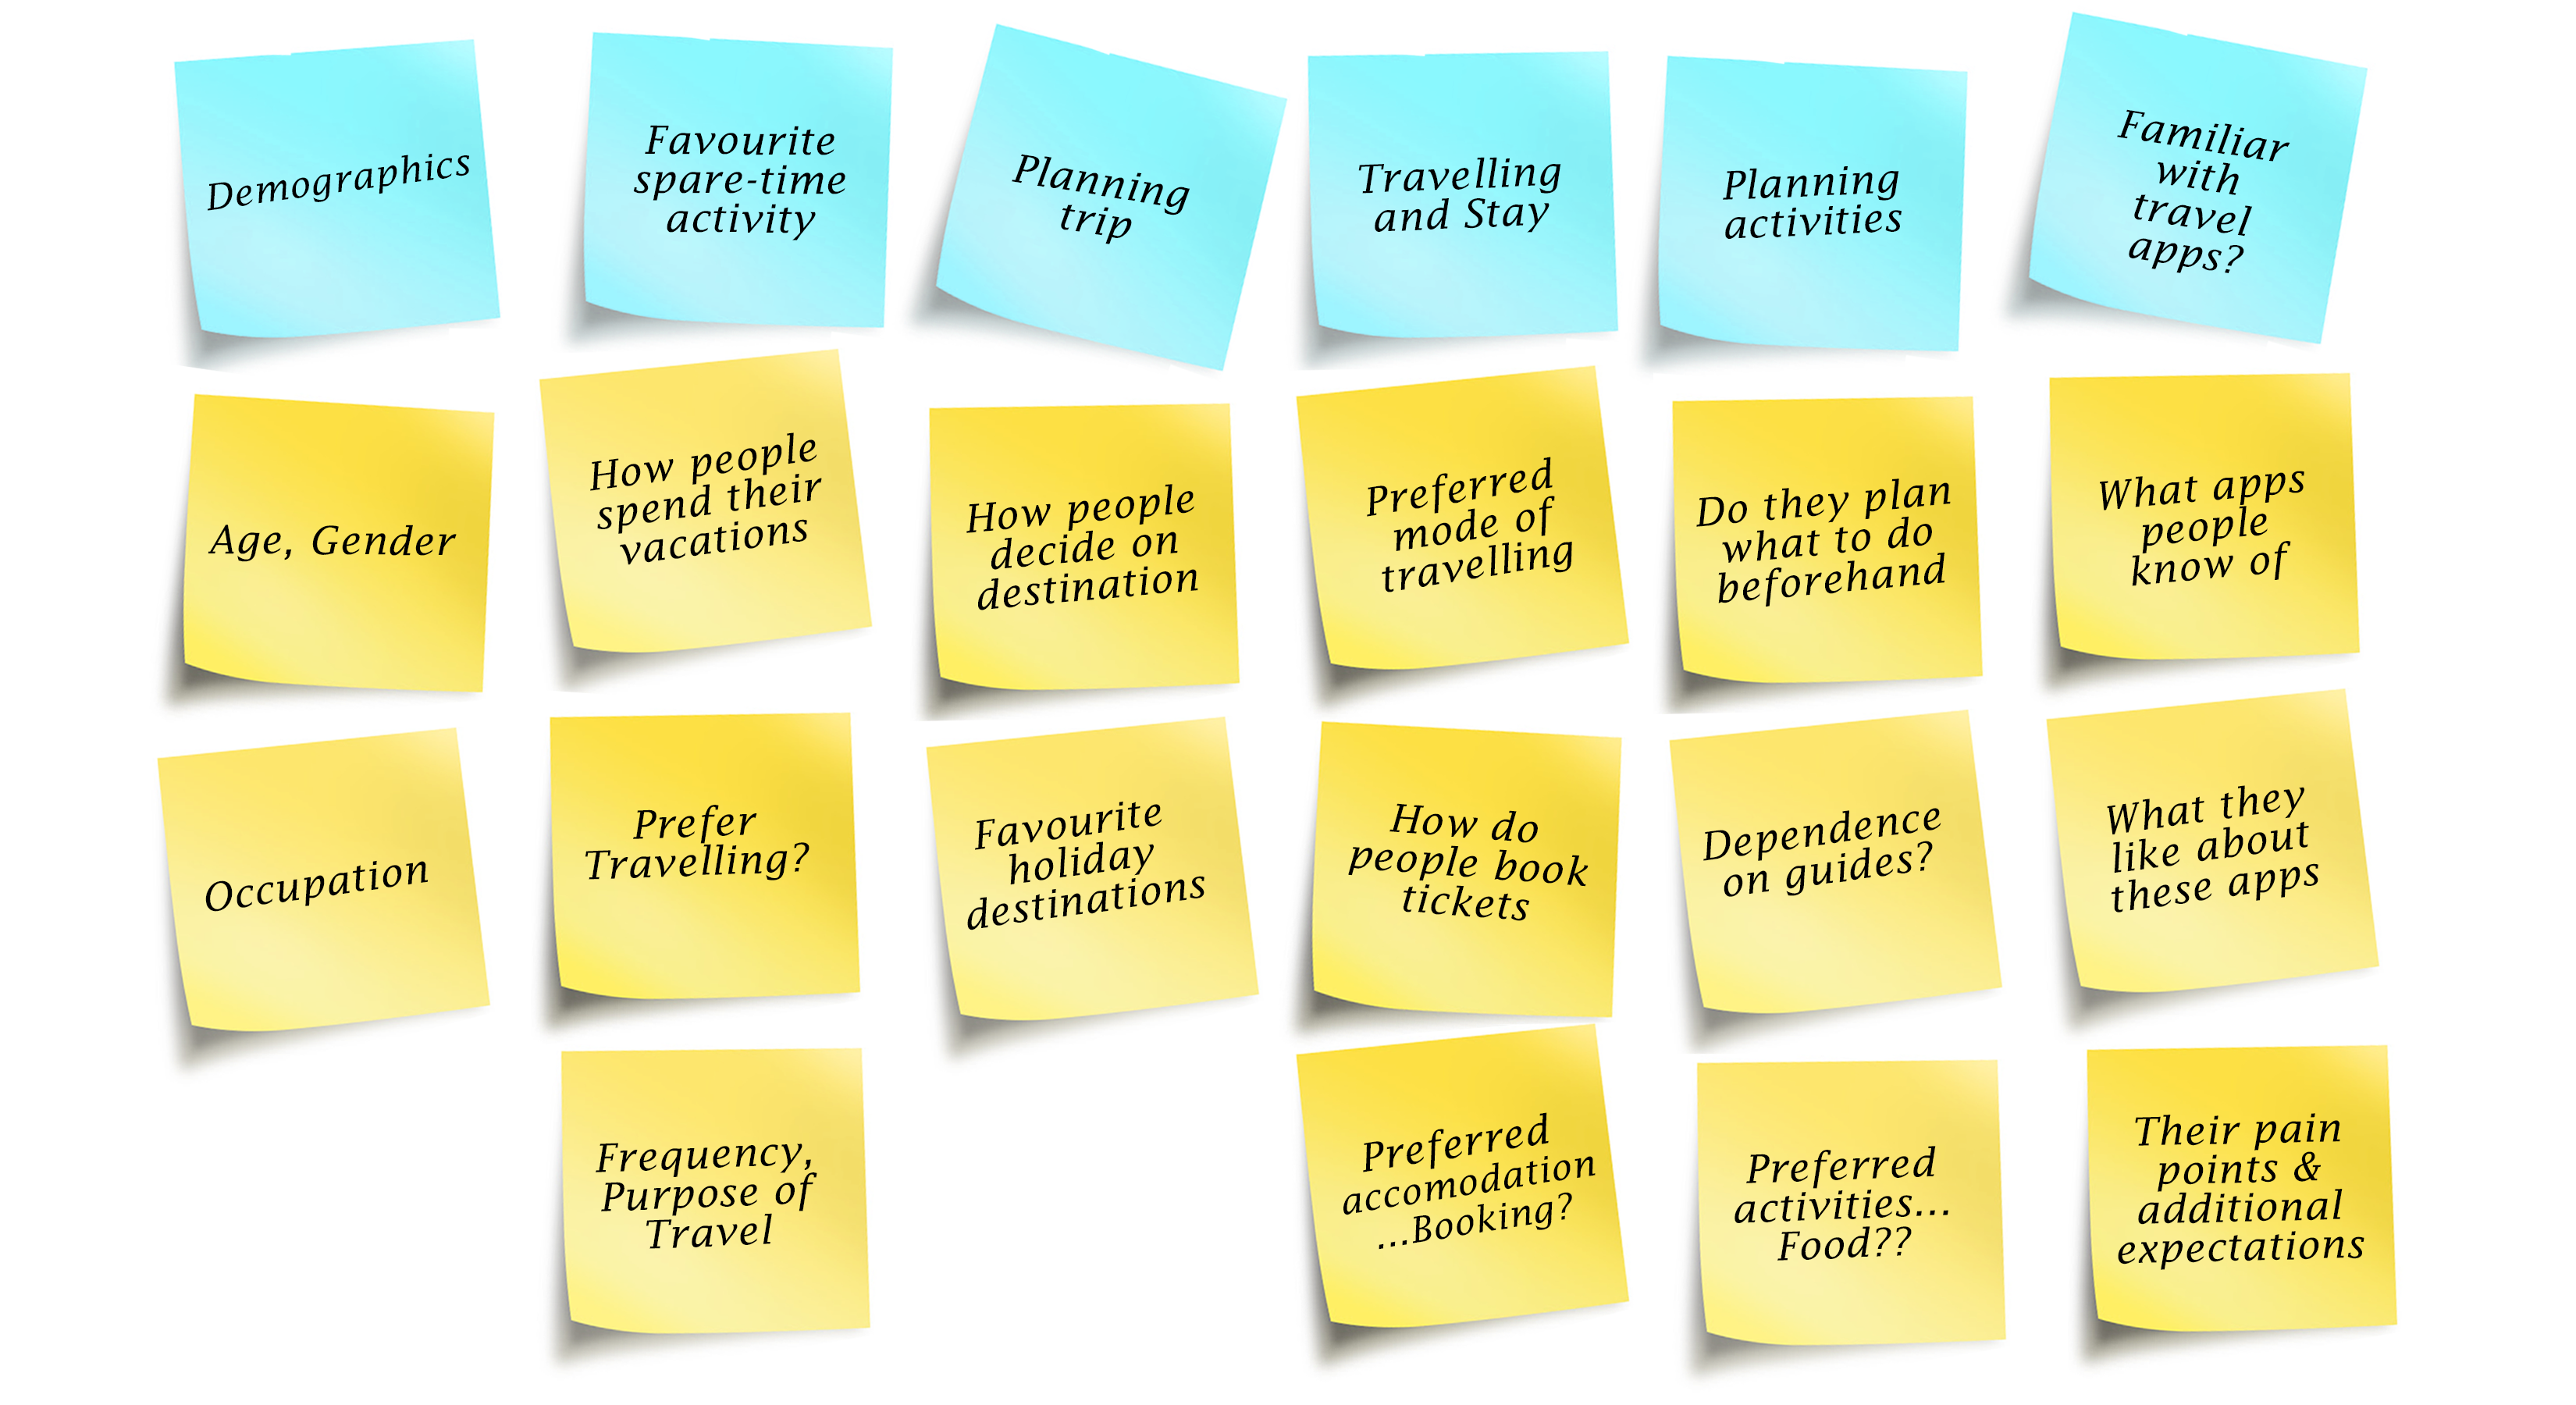 Demographics
Favourite
spare-time
activity
Planning
trip
Travelling
and Stay
Planning
activities
Familiar
with
travel
apps?
Age, Gender
How people
spend their
vacations
How people
decide on
destination
Preferred
mode of
travelling
Do they plan
what to do
beforehand
What apps
people
know of
Occupation
Prefer
Travelling?
Favourite
holiday
destinations
How do
people book
tickets
Dependence
on guides?
What they
like about
these apps
Frequency,
Purpose of
Travel
Preferred
accomodation
...Booking?
Preferred
activities...
Food??
Their pain
points &
additional
expectations